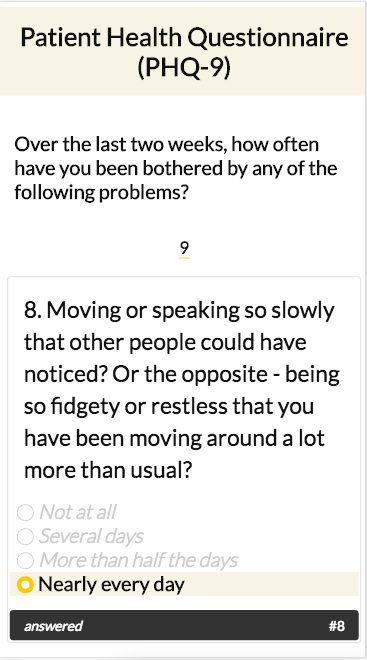 Patient Health Questionnaire
(PHQ-9)
Over the last two weeks, how often
have you been bothered by any of the
following problems?
9
8. Moving or speaking so slowly
that other people could have
noticed? Or the opposite - being
so fidgety or restless that you
have been moving around a lot
more than usual?
Not at all
Several days
More than half the days
Nearly every day
answered #8